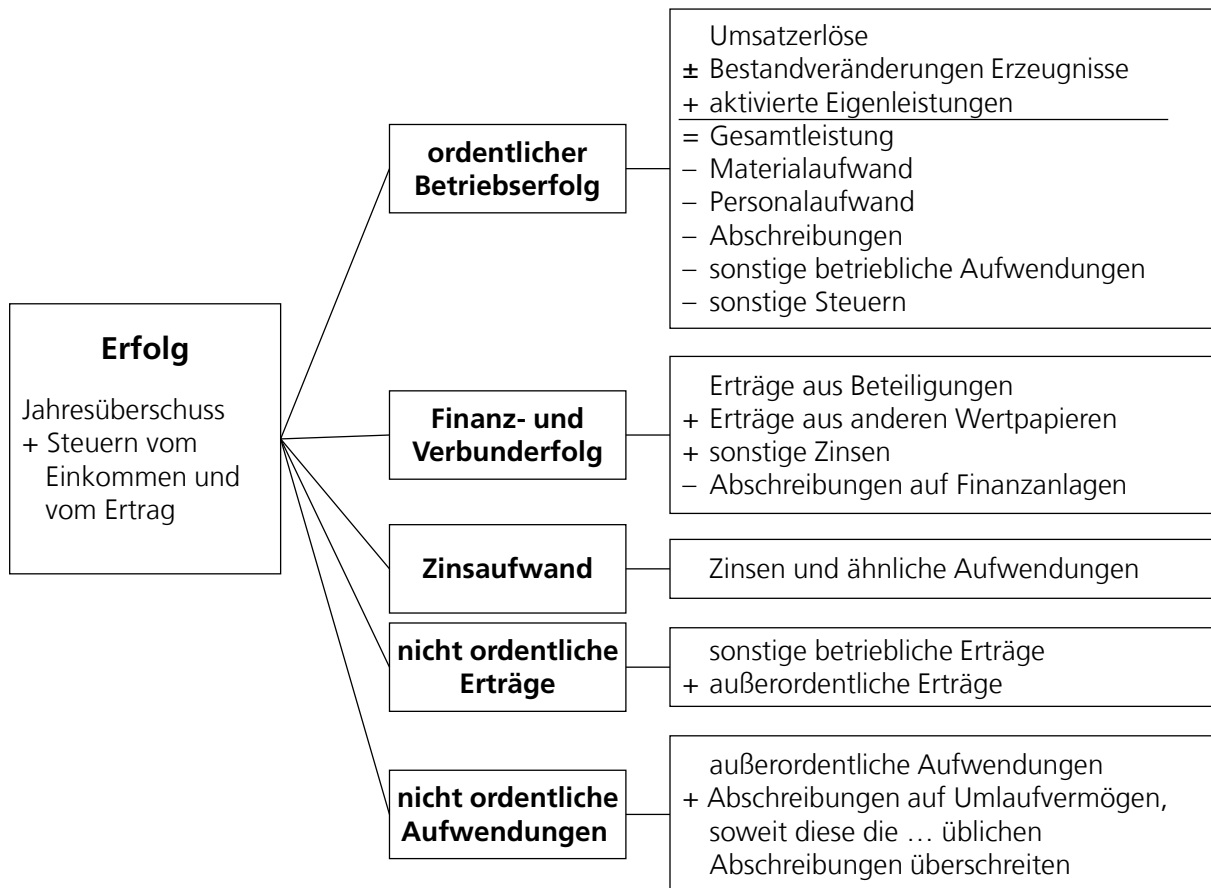 Erfolg
Jahresüberschuss
+ Steuern vom
Einkommen und
vom Ertrag
ordentlicher
Betriebserfolg
Umsatzerlöse
± Bestandveränderungen Erzeugnisse
+ aktivierte Eigenleistungen
= Gesamtleistung
– Materialaufwand
– Personalaufwand
– Abschreibungen
– sonstige betriebliche Aufwendungen
– sonstige Steuern
Finanz- und
Verbunderfolg
Erträge aus Beteiligungen
+ Erträge aus anderen Wertpapieren
+ sonstige Zinsen
– Abschreibungen auf Finanzanlagen
Zinsaufwand
Zinsen und ähnliche Aufwendungen
nicht ordentliche
Erträge
sonstige betriebliche Erträge
+ außerordentliche Erträge
nicht ordentliche
Aufwendungen
außerordentliche Aufwendungen
+ Abschreibungen auf Umlaufvermögen,
soweit diese die … üblichen
Abschreibungen überschreiten